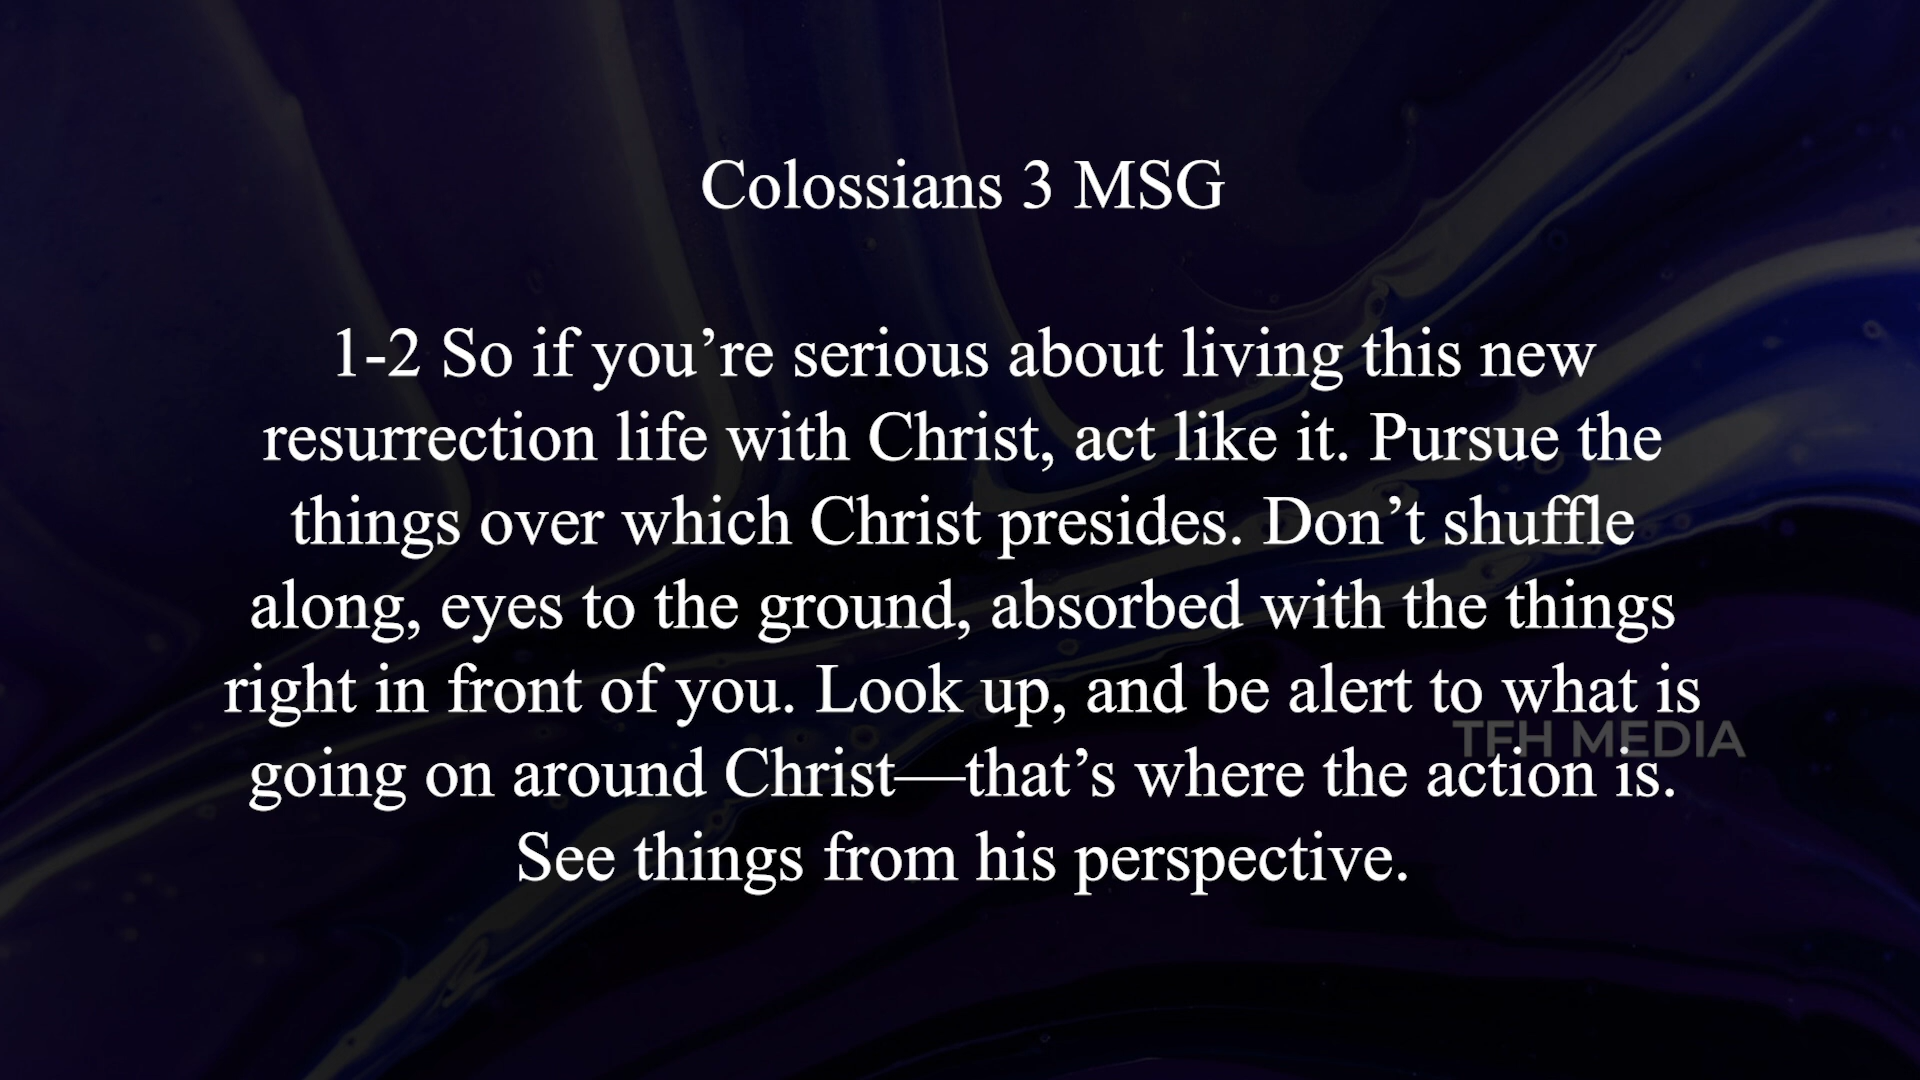 Colossians 3 MSG
1-2 So if you’re serious about living this new
resurrection life with Christ, act like it. Pursue the
things over which Christ presides. Don’t shuffle
along, eyes to the ground, absorbed with the things
right in front of you. Look up, and be alert to what is
TFH MEDIA
going on around Christ—that’s where the action is.
See things from his perspective.